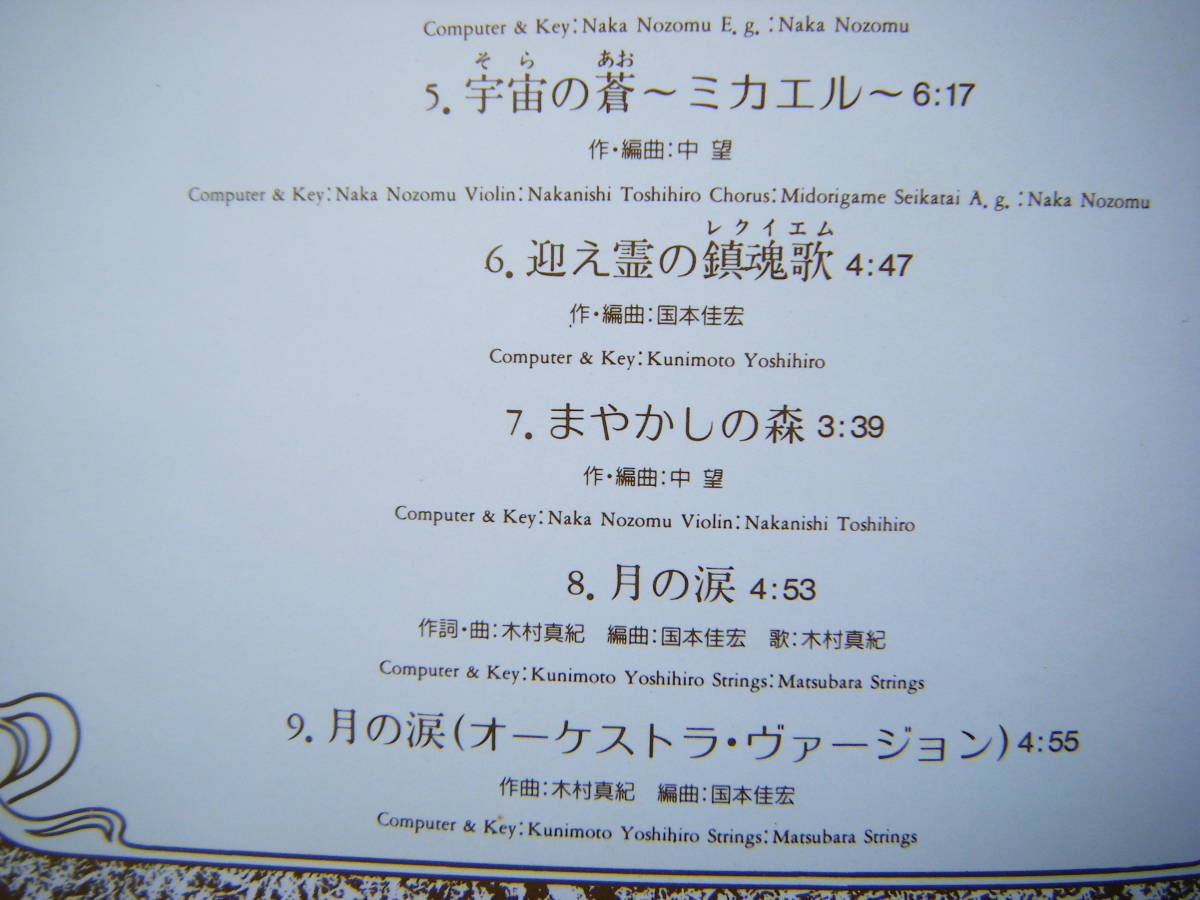 Computer & Key:Naka Nozomu E. g. :Naka Nozomu
そら あお
5. 宇宙の蒼〜ミカエル〜 6:17
作・編曲:中 望
Computer & Key:Naka Nozomu Violin:Nakanishi Toshihiro Chorus:Midorigame Seikatai A. g. :Naka Nozomu
レクイエム
6. 迎え霊の鎮魂歌 4:47
作・編曲:国本佳宏
Computer & Key:Kunimoto Yoshihiro
7. まやかしの森 3:39
作・編曲:中 望
Computer & Key:Naka Nozomu Violin:Nakanishi Toshihiro
8. 月の涙 4:53
作詞・曲:木村真紀 編曲:国本佳宏 歌:木村真紀
Computer & Key:Kunimoto Yoshihiro Strings:Matsubara Strings
9. 月の涙(オーケストラ・ヴァージョン) 4:55
作曲:木村真紀 編曲:国本佳宏
Computer & Key:Kunimoto Yoshihiro Strings:Matsubara Strings